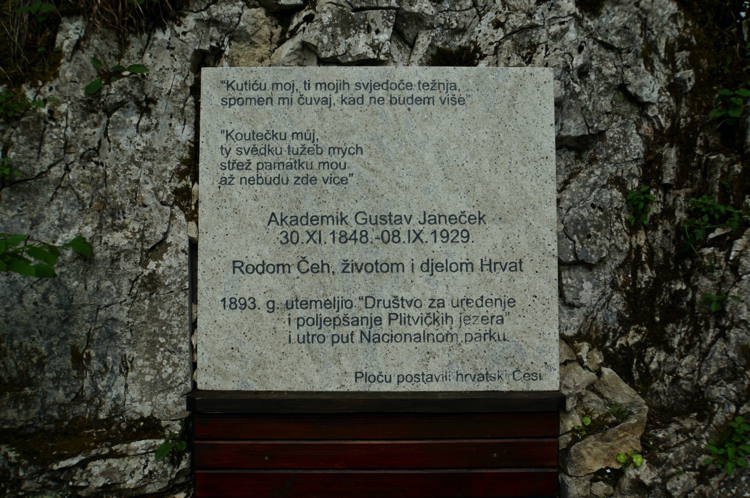 "Kutiću moj, ti mojih svjedoče težnja,
spomen mi čuvaj, kad ne budem više"
"Koutečku múj,
ty svědku tužeb mych
střež památku mou
až nebudu zde více"
Akademik Gustav Janeček
30.XI.1848.-08.IX.1929.
Rodom Čeh, životom i djelom Hrvat
1893. g. utemeljio "Društvo za uređenje
i poljepšanje Plitvičkih jezera"
i utro put Nacionalnom parku.
Ploču postavili hrvatski Česi